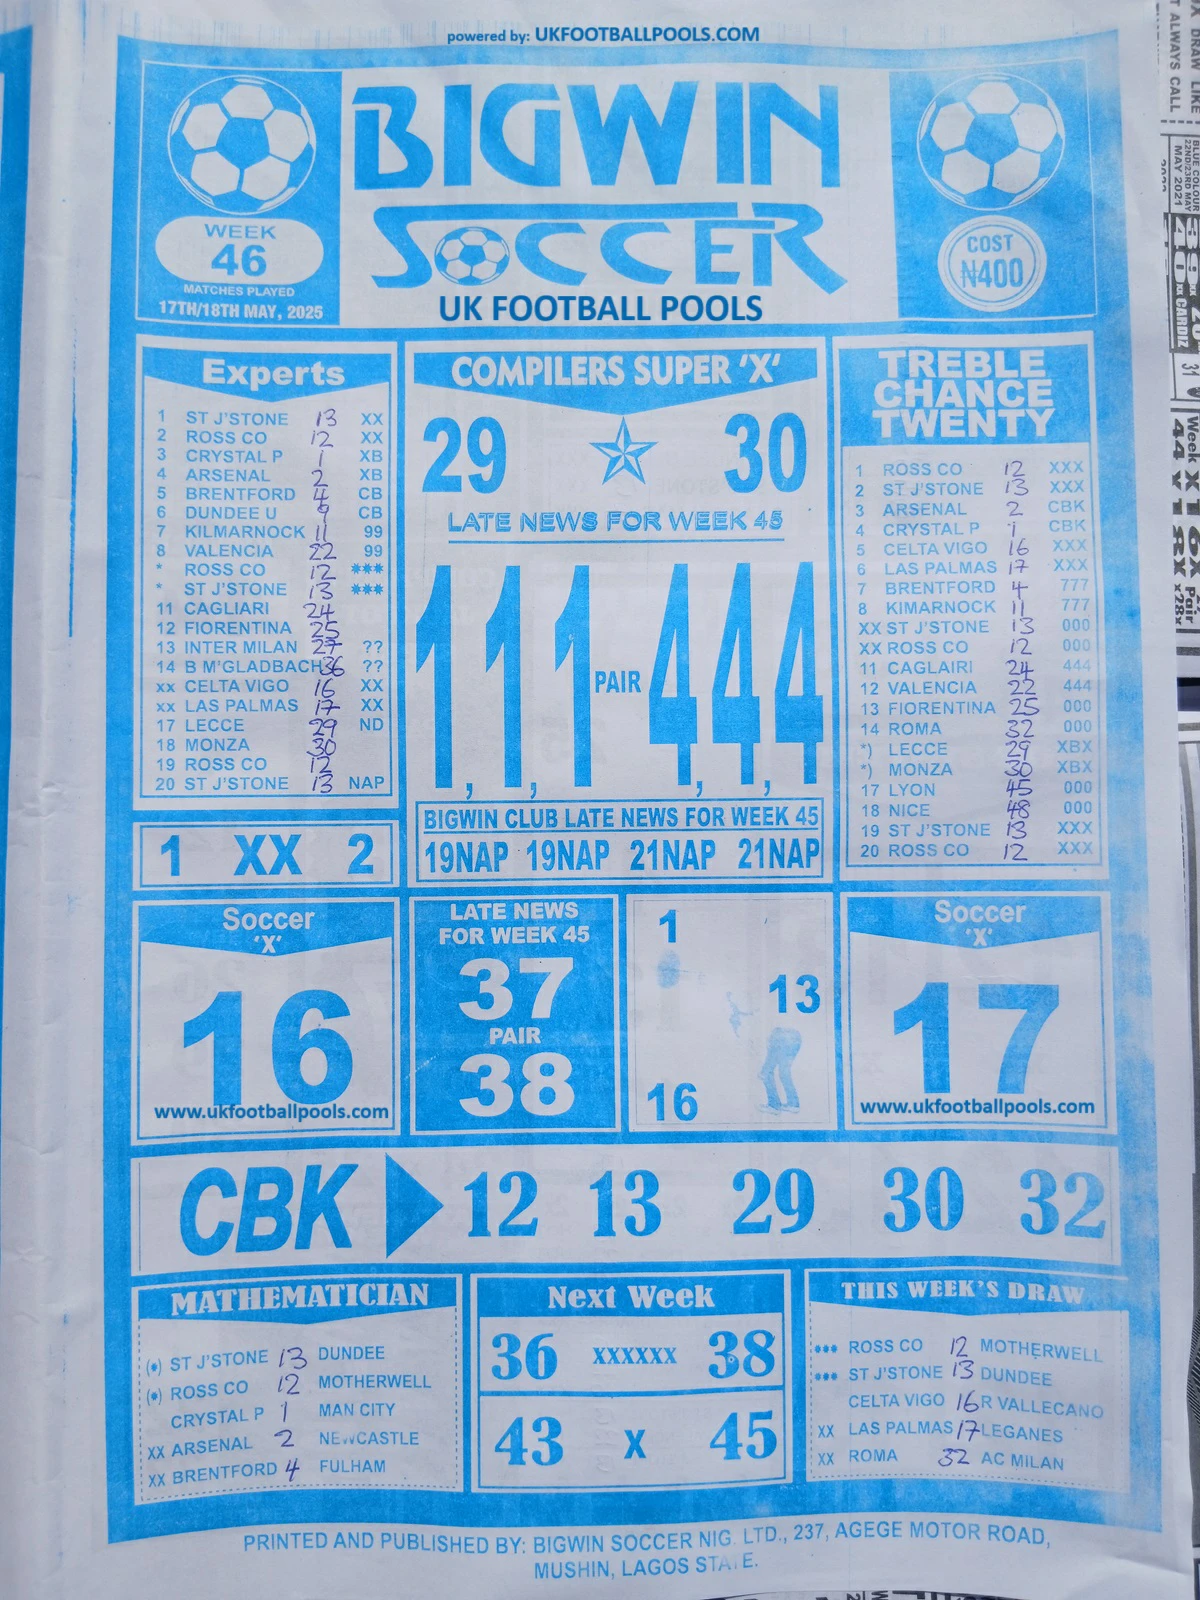 powered by: UKFOOTBALLPOOLS.COM
BIGWIN
SOCCER
UK FOOTBALL POOLS
WEEK
46
MATCHES PLAYED
17TH/18TH MAY, 2025
COST
₦400
Experts
1 ST J'STONE 13 XX
2 ROSS CO 12 XX
3 CRYSTAL P 1 XB
4 ARSENAL 2 XB
5 BRENTFORD 4 CB
6 DUNDEE U 9 CB
7 KILMARNOCK 11 99
8 VALENCIA 22 99
* ROSS CO 12 ***
* ST J'STONE 13 ***
11 CAGLIARI 24
12 FIORENTINA 25
13 INTER MILAN 27 ??
14 B M'GLADBACH 36 ??
xx CELTA VIGO 16 XX
xx LAS PALMAS 17 XX
17 LECCE 29 ND
18 MONZA 30
19 ROSS CO 12
20 ST J'STONE 13 NAP
1 XX 2
COMPILERS SUPER 'X'
29 30
LATE NEWS FOR WEEK 45
1, 1, 1 PAIR 4, 4, 4
BIGWIN CLUB LATE NEWS FOR WEEK 45
19NAP 19NAP 21NAP 21NAP
TREBLE
CHANCE
TWENTY
1 ROSS CO 12 XXX
2 ST J'STONE 13 XXX
3 ARSENAL 2 CBK
4 CRYSTAL P 1 CBK
5 CELTA VIGO 16 XXX
6 LAS PALMAS 17 XXX
7 BRENTFORD 4 777
8 KIMARNOCK 11 777
XX ST J'STONE 13 000
XX ROSS CO 12 000
11 CAGLAIRI 24 444
12 VALENCIA 22 444
13 FIORENTINA 25 000
14 ROMA 32 000
*) LECCE 29 XBX
*) MONZA 30 XBX
17 LYON 45 000
18 NICE 48 000
19 ST J'STONE 13 XXX
20 ROSS CO 12 XXX
Soccer
'X'
16
www.ukfootballpools.com
LATE NEWS
FOR WEEK 45
37
PAIR
38
1
13
16
Soccer
'X'
17
www.ukfootballpools.com
CBK 12 13 29 30 32
MATHEMATICIAN
(•) ST J'STONE 13 DUNDEE
(•) ROSS CO 12 MOTHERWELL
CRYSTAL P 1 MAN CITY
XX ARSENAL 2 NEWCASTLE
XX BRENTFORD 4 FULHAM
Next Week
36 XXXXXX 38
43 X 45
THIS WEEK'S DRAW
••• ROSS CO 12 MOTHERWELL
••• ST J'STONE 13 DUNDEE
CELTA VIGO 16 R VALLECANO
XX LAS PALMAS 17 LEGANES
XX ROMA 32 AC MILAN
PRINTED AND PUBLISHED BY: BIGWIN SOCCER NIG. LTD., 237, AGEGE MOTOR ROAD,
MUSHIN, LAGOS STATE.